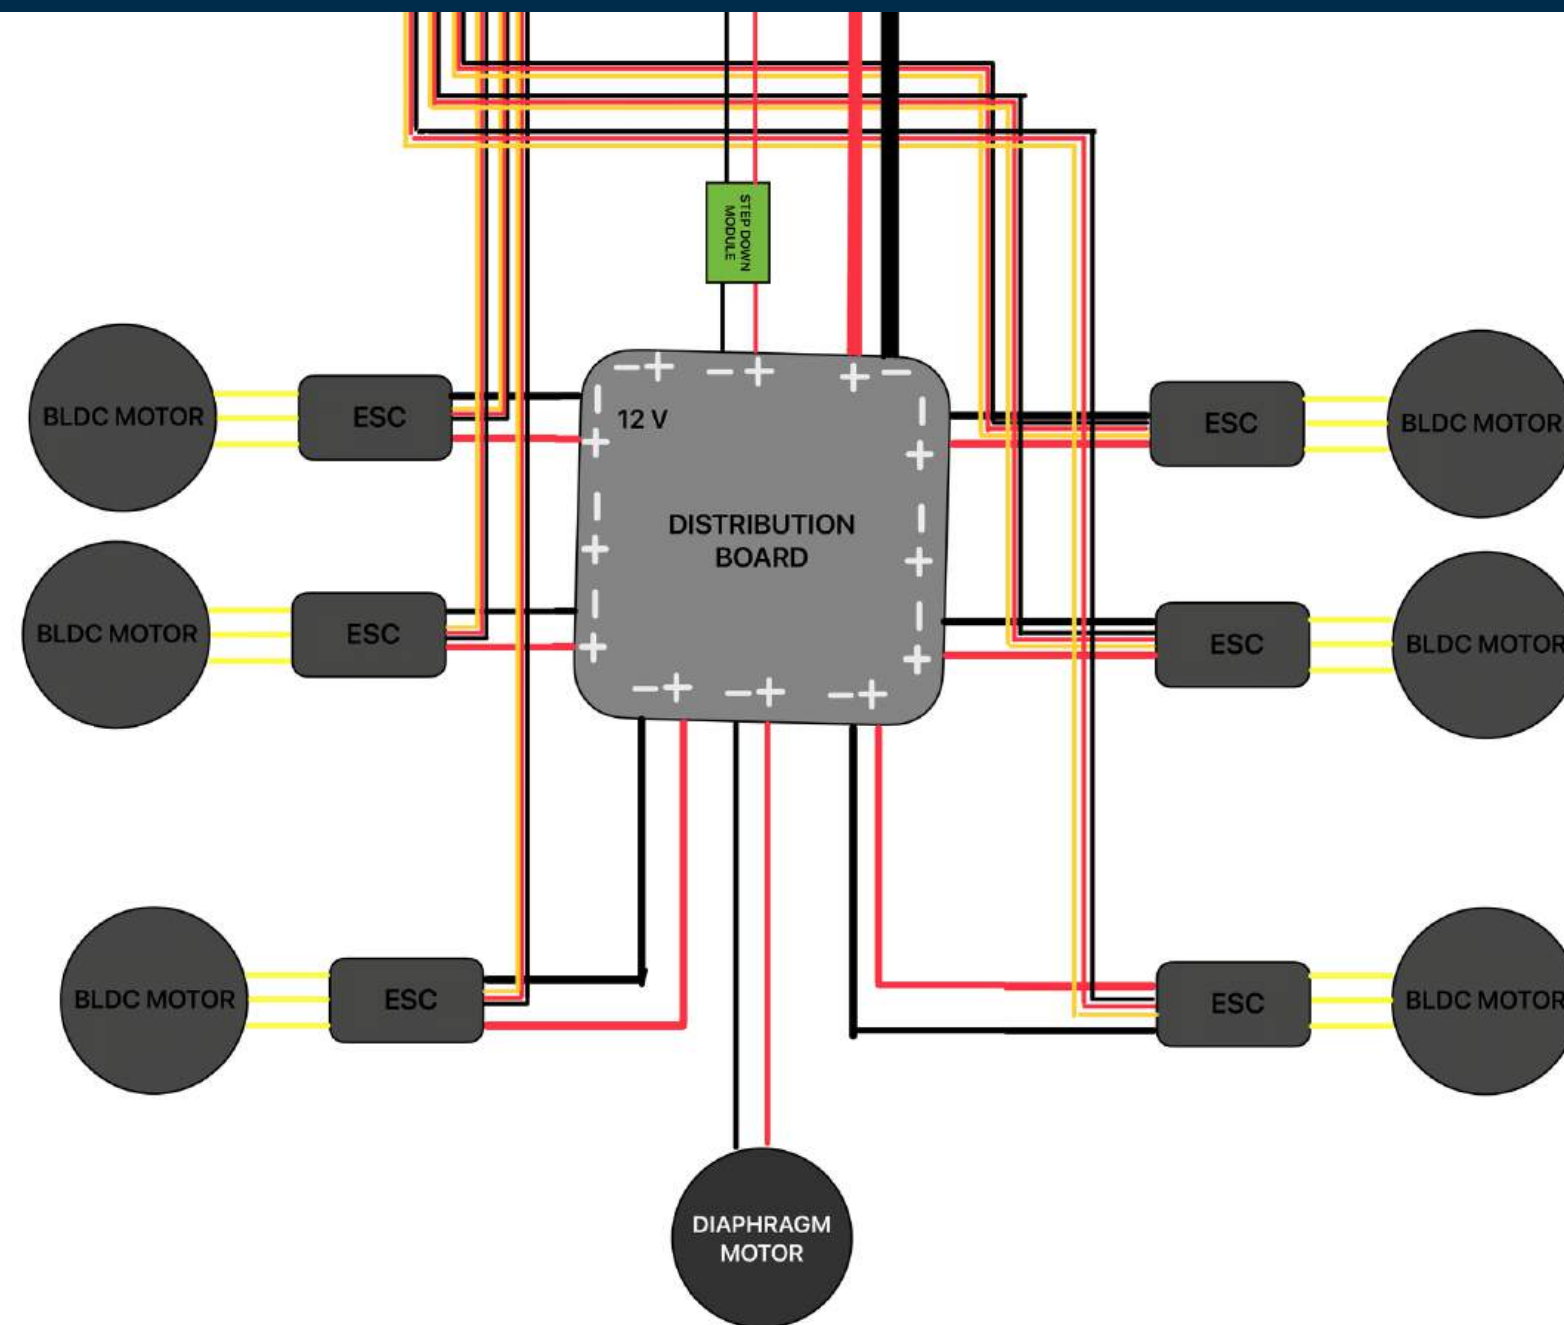 STEP DOWN
MODULE
BLDC MOTOR
ESC
12 V
ESC
BLDC MOTOR
DISTRIBUTION
BOARD
BLDC MOTOR
ESC
ESC
BLDC MOTOR
BLDC MOTOR
ESC
ESC
BLDC MOTOR
DIAPHRAGM
MOTOR